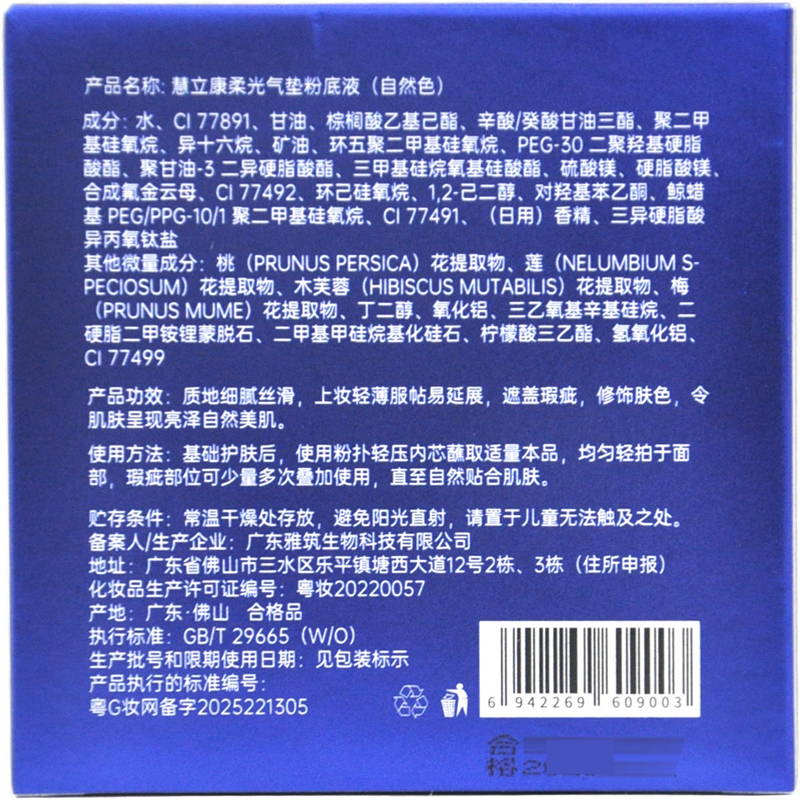 产品名称: 慧立康柔光气垫粉底液（自然色）
成分：水、CI 77891、甘油、棕榈酸乙基己酯、辛酸/癸酸甘油三酯、聚二甲
基硅氧烷、异十六烷、矿油、环五聚二甲基硅氧烷、PEG-30 二聚羟基硬脂
酸酯、聚甘油-3 二异硬脂酸酯、三甲基硅烷氧基硅酸酯、硫酸镁、硬脂酸镁、
合成氟金云母、CI 77492、环己硅氧烷、1,2-己二醇、对羟基苯乙酮、鲸蜡
基 PEG/PPG-10/1 聚二甲基硅氧烷、CI 77491、（日用）香精、三异硬脂酸
异丙氧钛盐
其他微量成分：桃（PRUNUS PERSICA）花提取物、莲（NELUMBIUM S-
PECIOSUM）花提取物、木芙蓉（HIBISCUS MUTABILIS）花提取物、梅
（PRUNUS MUME）花提取物、丁二醇、氧化铝、三乙氧基辛基硅烷、二
硬脂二甲铵锂蒙脱石、二甲基甲硅烷基化硅石、柠檬酸三乙酯、氢氧化铝、
CI 77499
产品功效：质地细腻丝滑，上妆轻薄服帖易延展，遮盖瑕疵，修饰肤色，令
肌肤呈现亮泽自然美肌。
使用方法：基础护肤后，使用粉扑轻压内芯蘸取适量本品，均匀轻拍于面
部，瑕疵部位可少量多次叠加使用，直至自然贴合肌肤。
贮存条件：常温干燥处存放，避免阳光直射，请置于儿童无法触及之处。
备案人/生产企业：广东雅筑生物科技有限公司
地址：广东省佛山市三水区乐平镇塘西大道12号2栋、3栋（住所申报）
化妆品生产许可证编号：粤妆20220057
产地：广东·佛山 合格品
执行标准：GB/T 29665（W/O）
生产批号和限期使用日期：见包装标示
产品执行的标准编号：
粤G妆网备字2025221305
6 942269 609003
合
格